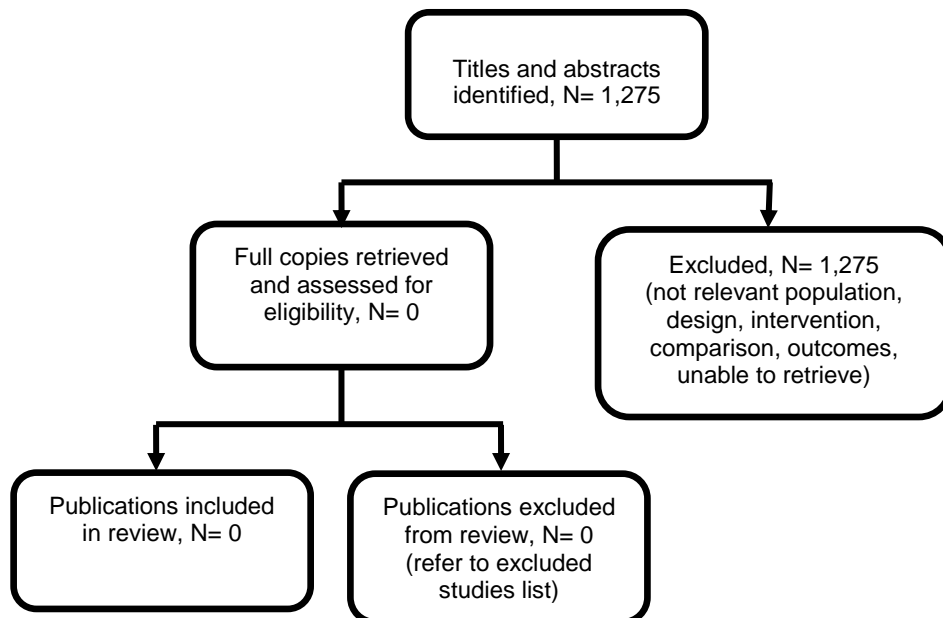 Titles and abstracts
identified, N= 1,275
Full copies retrieved
and assessed for
eligibility, N= 0
Excluded, N= 1,275
(not relevant population,
design, intervention,
comparison, outcomes,
unable to retrieve)
Publications included
in review, N= 0
Publications excluded
from review, N= 0
(refer to excluded
studies list)